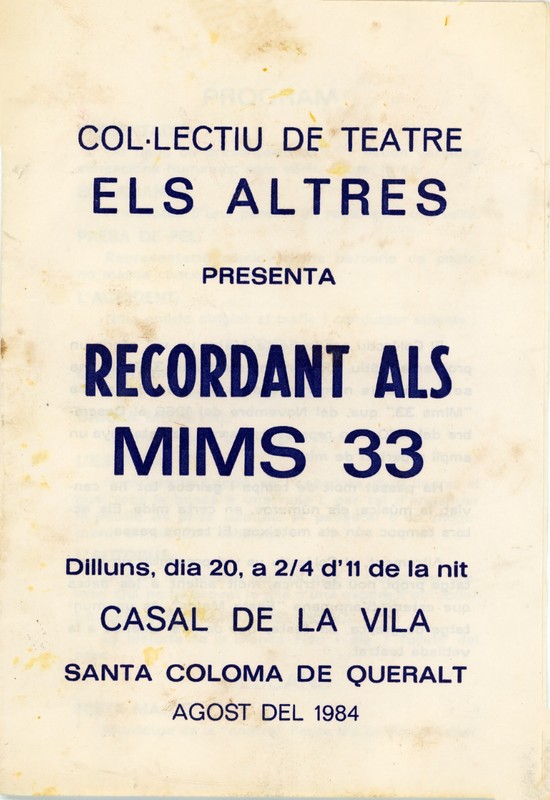 COL·LECTIU DE TEATRE
ELS ALTRES
PRESENTA
RECORDANT ALS
MIMS 33
Dilluns, dia 20, a 2/4 d'11 de la nit
CASAL DE LA VILA
SANTA COLOMA DE QUERALT
AGOST DEL 1984